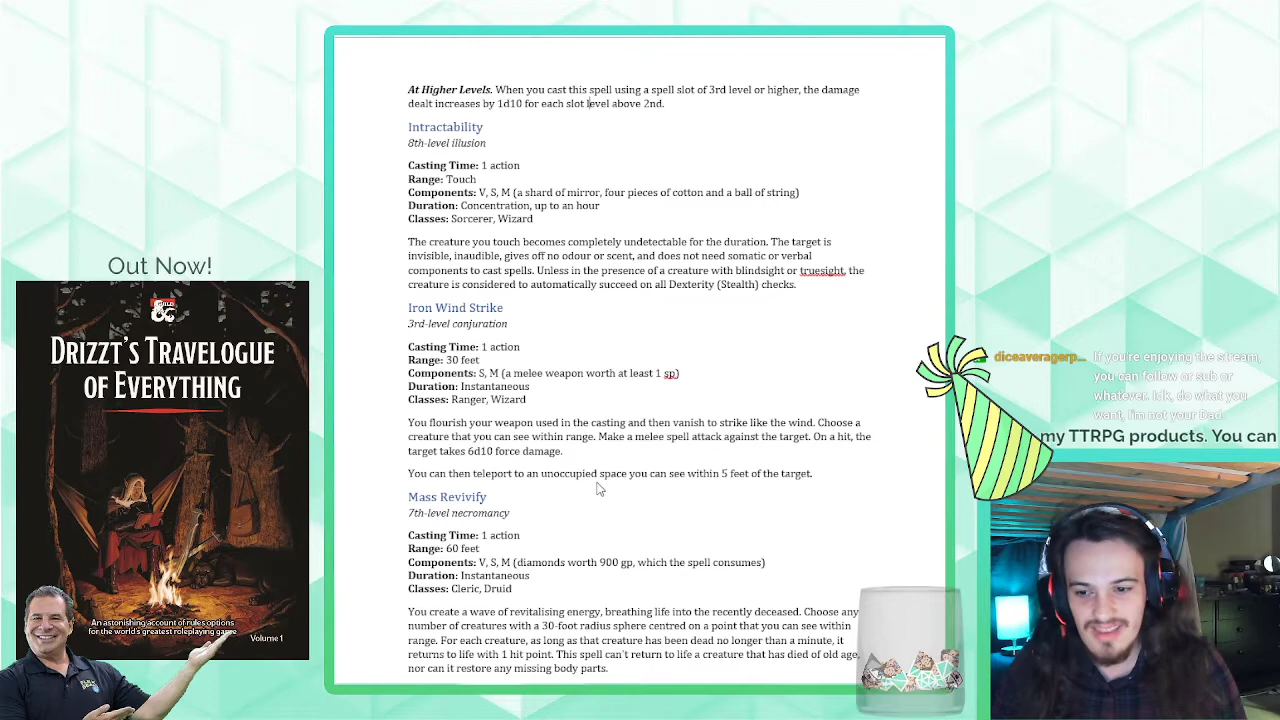 At Higher Levels. When you cast this spell using a spell slot of 3rd level or higher, the damage
dealt increases by 1d10 for each slot level above 2nd.
Intractability
8th-level illusion
Casting Time: 1 action
Range: Touch
Components: V, S, M (a shard of mirror, four pieces of cotton and a ball of string)
Duration: Concentration, up to an hour
Classes: Sorcerer, Wizard
The creature you touch becomes completely undetectable for the duration. The target is
invisible, inaudible, gives off no odour or scent, and does not need somatic or verbal
components to cast spells. Unless in the presence of a creature with blindsight or truesight, the
creature is considered to automatically succeed on all Dexterity (Stealth) checks.
Iron Wind Strike
3rd-level conjuration
Casting Time: 1 action
Range: 30 feet
Components: S, M (a melee weapon worth at least 1 sp)
Duration: Instantaneous
Classes: Ranger, Wizard
You flourish your weapon used in the casting and then vanish to strike like the wind. Choose a
creature that you can see within range. Make a melee spell attack against the target. On a hit, the
target takes 6d10 force damage.
You can then teleport to an unoccupied space you can see within 5 feet of the target.
Mass Revivify
7th-level necromancy
Casting Time: 1 action
Range: 60 feet
Components: V, S, M (diamonds worth 900 gp, which the spell consumes)
Duration: Instantaneous
Classes: Cleric, Druid
You create a wave of revitalising energy, breathing life into the recently deceased. Choose any
number of creatures with a 30-foot radius sphere centred on a point that you can see within
range. For each creature, as long as that creature has been dead no longer than a minute, it
returns to life with 1 hit point. This spell can't return to life a creature that has died of old age,
nor can it restore any missing body parts.
Out Now!
DRIZZT'S TRAVELOGUE
OF EVERYTHING
An astonishing account of rules options
for the world's greatest roleplaying game
Volume 1
diceaveragerp... If you're enjoying the stream,
you can follow or sub or
whatever. Idk, do what you
want, I'm not your Dad.
my TTRPG products. You can